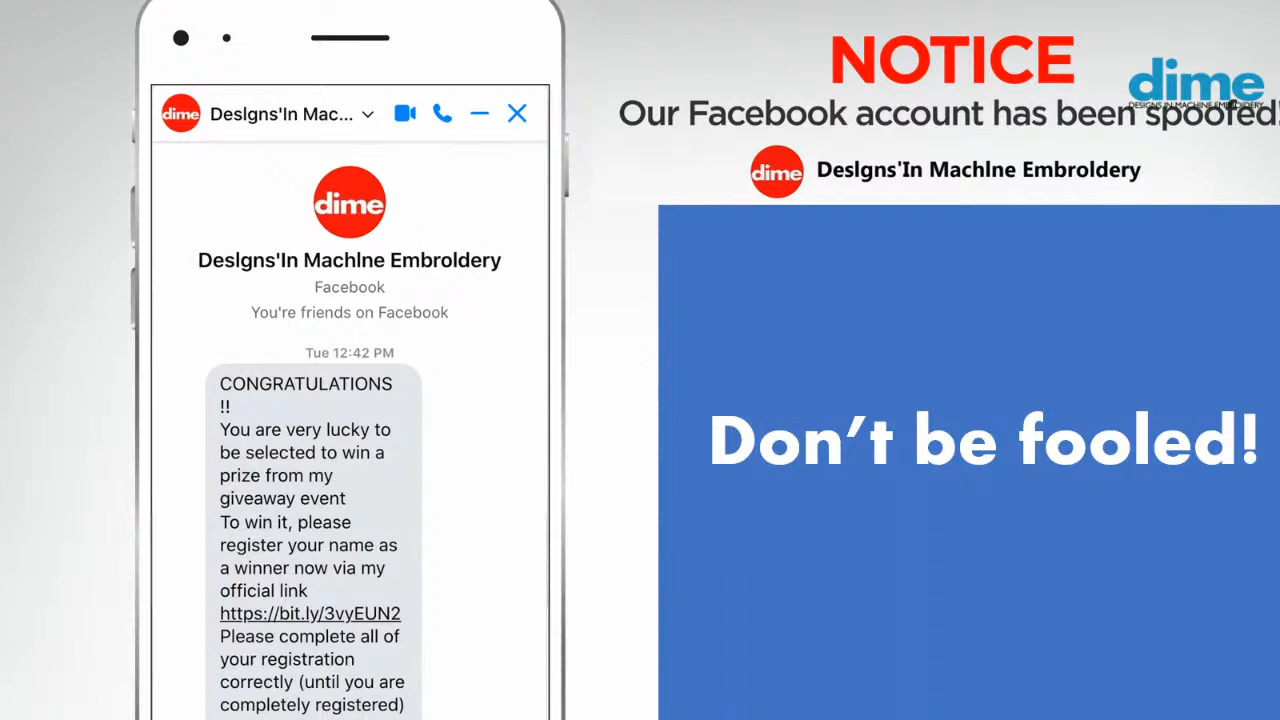 dime
DesIgns'In Mac...
dime
DesIgns'In MachIne EmbroIdery
Facebook
You're friends on Facebook
Tue 12:42 PM
CONGRATULATIONS
!!
You are very lucky to
be selected to win a
prize from my
giveaway event
To win it, please
register your name as
a winner now via my
official link
https://bit.ly/3vyEUN2
Please complete all of
your registration
correctly (until you are
completely registered)
NOTICE
dime
DESIGNS IN MACHINE EMBROIDERY
Our Facebook account has been spoofed!
dime
DesIgns'In MachIne EmbroIdery
Don't be fooled!